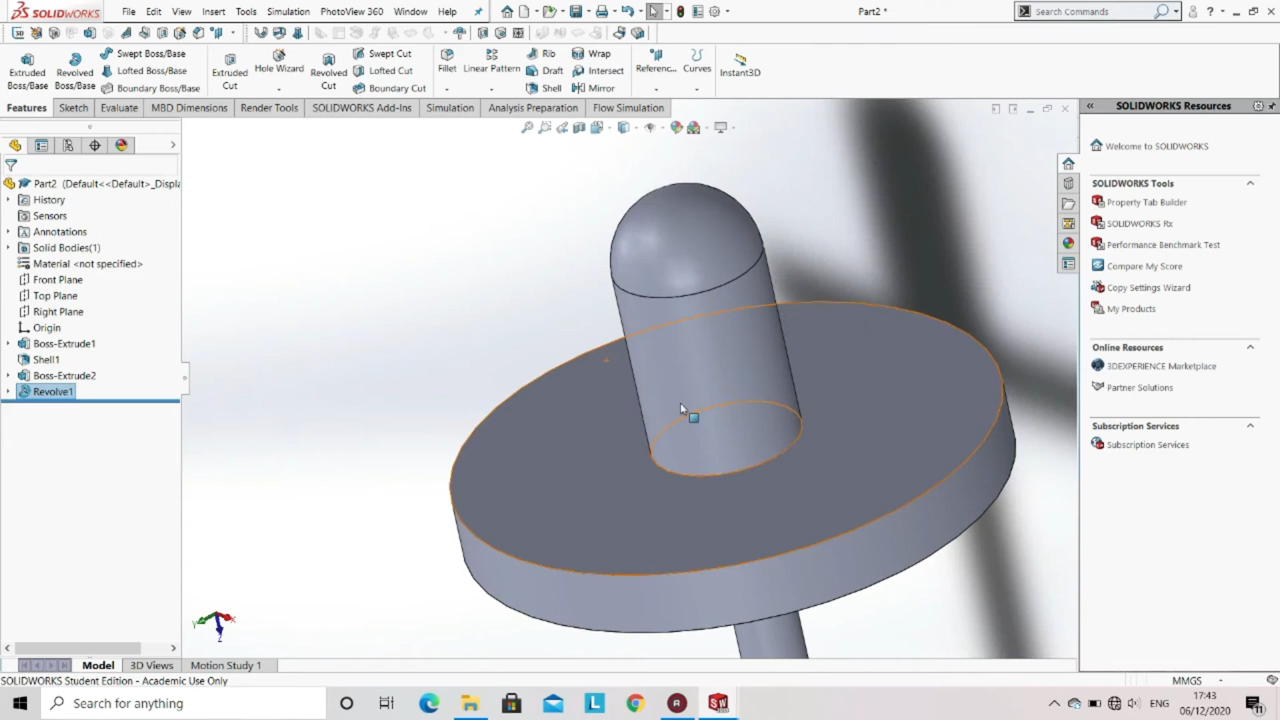 SOLIDWORKS
File Edit View Insert Tools Simulation PhotoView 360 Window Help
Part2 *
Search Commands
Extruded Boss/Base
Revolved Boss/Base
Swept Boss/Base
Lofted Boss/Base
Boundary Boss/Base
Extruded Cut
Hole Wizard
Revolved Cut
Swept Cut
Lofted Cut
Boundary Cut
Fillet
Linear Pattern
Rib
Draft
Shell
Wrap
Intersect
Mirror
Referenc...
Curves
Instant3D
Features Sketch Evaluate MBD Dimensions Render Tools SOLIDWORKS Add-Ins Simulation Analysis Preparation Flow Simulation
Part2 (Default<<Default>_Displa
History
Sensors
Annotations
Solid Bodies(1)
Material <not specified>
Front Plane
Top Plane
Right Plane
Origin
Boss-Extrude1
Shell1
Boss-Extrude2
Revolve1
SOLIDWORKS Resources
Welcome to SOLIDWORKS
SOLIDWORKS Tools
Property Tab Builder
SOLIDWORKS Rx
Performance Benchmark Test
Compare My Score
Copy Settings Wizard
My Products
Online Resources
3DEXPERIENCE Marketplace
Partner Solutions
Subscription Services
Subscription Services
Y X
Z
Model 3D Views Motion Study 1
SOLIDWORKS Student Edition - Academic Use Only
MMGS
Search for anything
ENG
17:43
06/12/2020